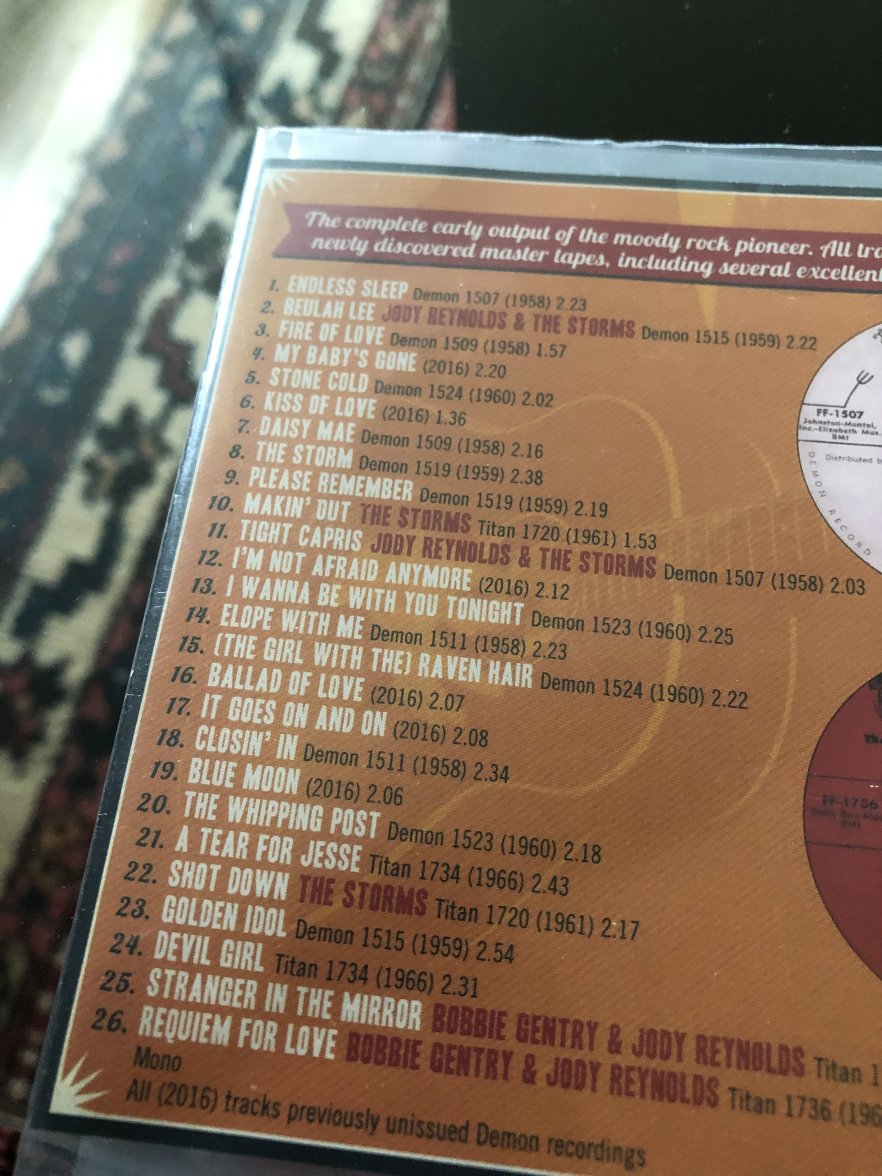 The complete early output of the moody rock pioneer. All tra
newly discovered master tapes, including several excellent
1. ENDLESS SLEEP Demon 1507 (1958) 2.23
2. BEULAH LEE JODY REYNOLDS & THE STORMS Demon 1515 (1959) 2.22
3. FIRE OF LOVE Demon 1509 (1958) 1.57
4. MY BABY'S GONE (2016) 2.20
5. STONE COLD Demon 1524 (1960) 2.02
6. KISS OF LOVE (2016) 1.36
7. DAISY MAE Demon 1509 (1958) 2.16
8. THE STORM Demon 1519 (1959) 2.38
9. PLEASE REMEMBER Demon 1519 (1959) 2.19
10. MAKIN' OUT THE STORMS Titan 1720 (1961) 1.53
11. TIGHT CAPRIS JODY REYNOLDS & THE STORMS Demon 1507 (1958) 2.03
12. I'M NOT AFRAID ANYMORE (2016) 2.12
13. I WANNA BE WITH YOU TONIGHT Demon 1523 (1960) 2.25
14. ELOPE WITH ME Demon 1511 (1958) 2.23
15. (THE GIRL WITH THE) RAVEN HAIR Demon 1524 (1960) 2.22
16. BALLAD OF LOVE (2016) 2.07
17. IT GOES ON AND ON (2016) 2.08
18. CLOSIN' IN Demon 1511 (1958) 2.34
19. BLUE MOON (2016) 2.06
20. THE WHIPPING POST Demon 1523 (1960) 2.18
21. A TEAR FOR JESSE Titan 1734 (1966) 2.43
22. SHOT DOWN THE STORMS Titan 1720 (1961) 2.17
23. GOLDEN IDOL Demon 1515 (1959) 2.54
24. DEVIL GIRL Titan 1734 (1966) 2.31
25. STRANGER IN THE MIRROR BOBBIE GENTRY & JODY REYNOLDS Titan 1
26. REQUIEM FOR LOVE BOBBIE GENTRY & JODY REYNOLDS Titan 1736 (196
Mono
All (2016) tracks previously unissued Demon recordings
FF-1507
Johnston-Montei,
Inc.-Elizabeth Mus.
BMI
Distributed b
DEMON RECORD
FF-1736
BMI